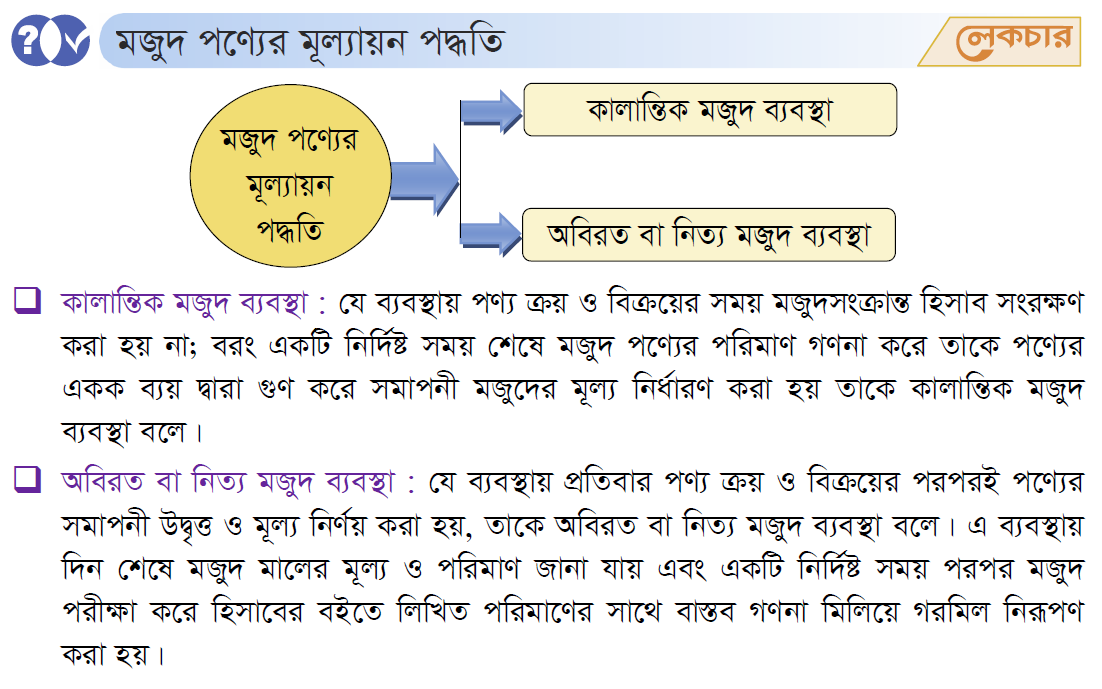 মজুদ পণ্যের মূল্যায়ন পদ্ধতি
লেকচার
মজুদ পণ্যের
মূল্যায়ন
পদ্ধতি
কালান্তিক মজুদ ব্যবস্থা
অবিরত বা নিত্য মজুদ ব্যবস্থা
কালান্তিক মজুদ ব্যবস্থা : যে ব্যবস্থায় পণ্য ক্রয় ও বিক্রয়ের সময় মজুদসংক্রান্ত হিসাব সংরক্ষণ
করা হয় না; বরং একটি নির্দিষ্ট সময় শেষে মজুদ পণ্যের পরিমাণ গণনা করে তাকে পণ্যের
একক ব্যয় দ্বারা গুণ করে সমাপনী মজুদের মূল্য নির্ধারণ করা হয় তাকে কালান্তিক মজুদ
ব্যবস্থা বলে।
অবিরত বা নিত্য মজুদ ব্যবস্থা : যে ব্যবস্থায় প্রতিবার পণ্য ক্রয় ও বিক্রয়ের পরপরই পণ্যের
সমাপনী উদ্বৃত্ত ও মূল্য নির্ণয় করা হয়, তাকে অবিরত বা নিত্য মজুদ ব্যবস্থা বলে। এ ব্যবস্থায়
দিন শেষে মজুদ মালের মূল্য ও পরিমাণ জানা যায় এবং একটি নির্দিষ্ট সময় পরপর মজুদ
পরীক্ষা করে হিসাবের বইতে লিখিত পরিমাণের সাথে বাস্তব গণনা মিলিয়ে গরমিল নিরূপণ
করা হয়।